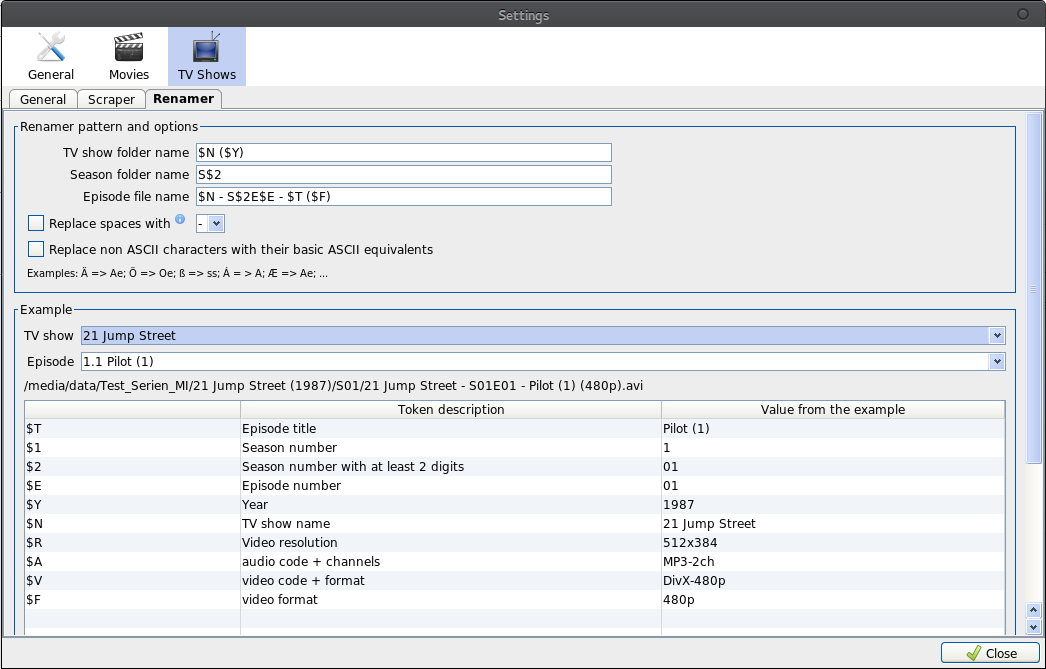 Settings
General Movies TV Shows
General Scraper Renamer
Renamer pattern and options
TV show folder name $N ($Y)
Season folder name S$2
Episode file name $N - S$2E$E - $T ($F)
Replace spaces with -
Replace non ASCII characters with their basic ASCII equivalents
Examples: Ä => Ae; Ö => Oe; ß => ss; Á = > A; Æ => Ae; ...
Example
TV show 21 Jump Street
Episode 1.1 Pilot (1)
/media/data/Test_Serien_MI/21 Jump Street (1987)/S01/21 Jump Street - S01E01 - Pilot (1) (480p).avi
Token description Value from the example
$T Episode title Pilot (1)
$1 Season number 1
$2 Season number with at least 2 digits 01
$E Episode number 01
$Y Year 1987
$N TV show name 21 Jump Street
$R Video resolution 512x384
$A audio code + channels MP3-2ch
$V video code + format DivX-480p
$F video format 480p
Close